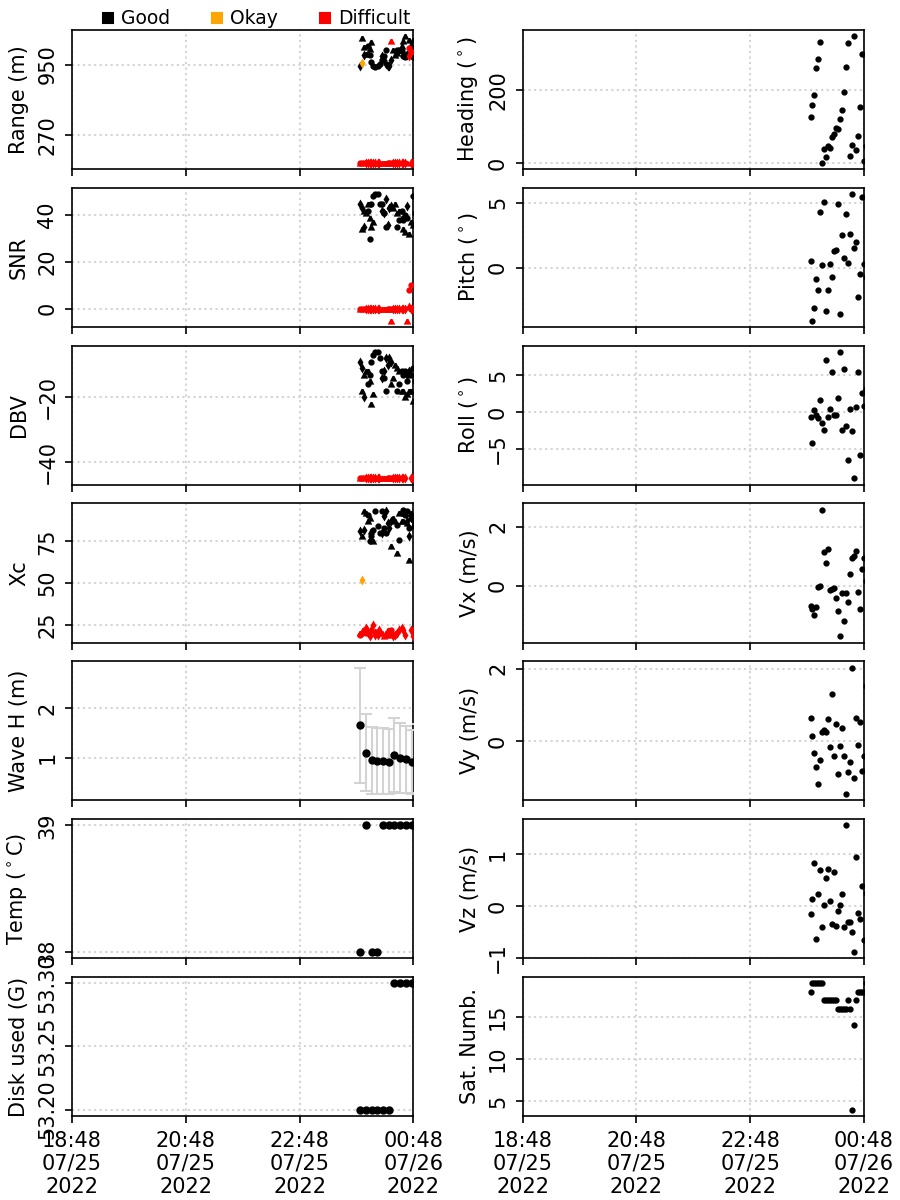 Good Okay Difficult
Range (m)
950
270
Heading (°)
200
0
SNR
40
20
0
Pitch (°)
5
0
DBV
−20
−40
Roll (°)
5
0
−5
Xc
75
50
25
Vx (m/s)
2
0
Wave H (m)
2
1
Vy (m/s)
2
0
Temp (°C)
39
38
Vz (m/s)
1
0
−1
Disk used (G)
53.30
53.25
53.20
Sat. Numb.
15
10
5
18:48 20:48 22:48 00:48
07/25 07/25 07/25 07/26
2022 2022 2022 2022
18:48 20:48 22:48 00:48
07/25 07/25 07/25 07/26
2022 2022 2022 2022